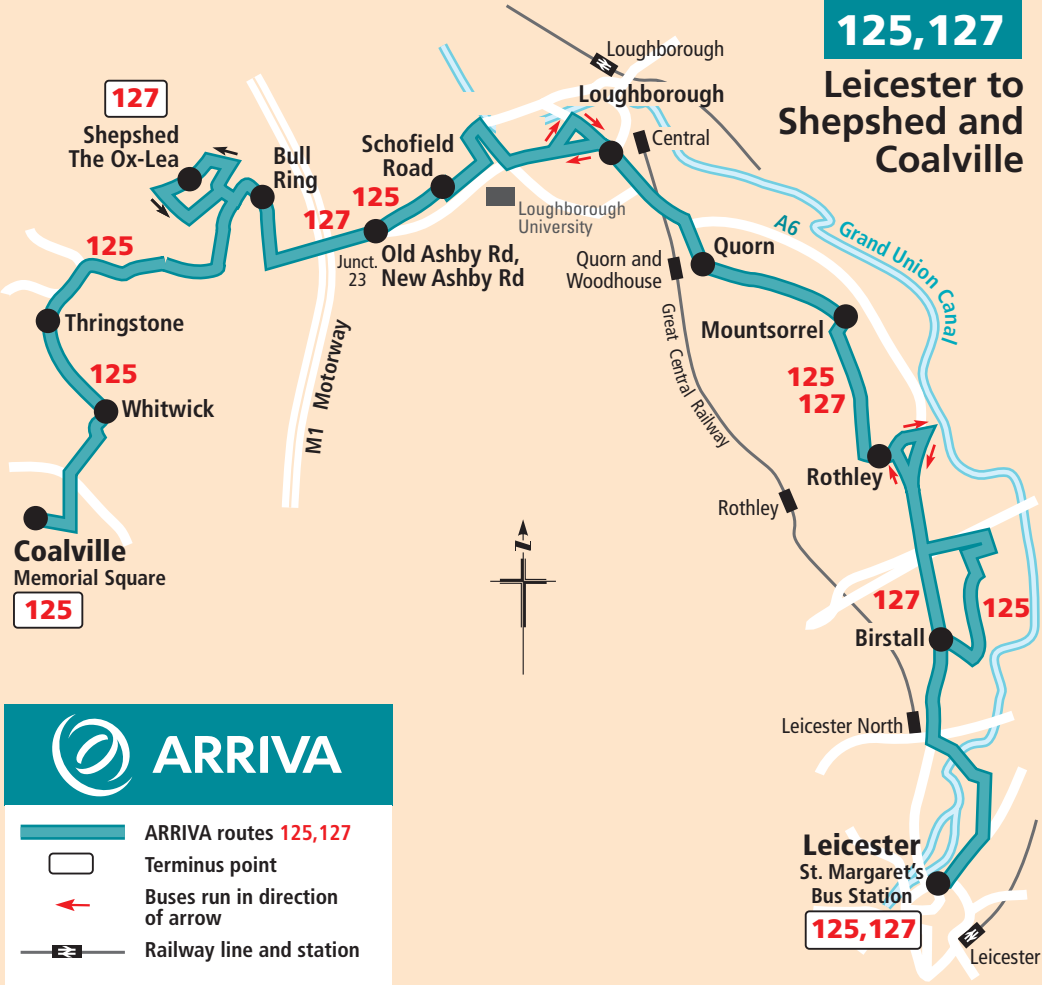 125,127
Leicester to
Shepshed and
Coalville
Loughborough
Loughborough
Central
127
Shepshed
The Ox-Lea
Bull
Ring
Schofield
Road
125
127
Loughborough
University
Junct.
23
Old Ashby Rd,
New Ashby Rd
125
Thringstone
125
Whitwick
Coalville
Memorial Square
125
M1 Motorway
A6
Grand Union Canal
Quorn
Quorn and
Woodhouse
Great Central Railway
Mountsorrel
125
127
Rothley
Rothley
N
127
125
Birstall
Leicester North
Leicester
St. Margaret's
Bus Station
125,127
Leicester
ARRIVA
ARRIVA routes 125,127
Terminus point
Buses run in direction
of arrow
Railway line and station